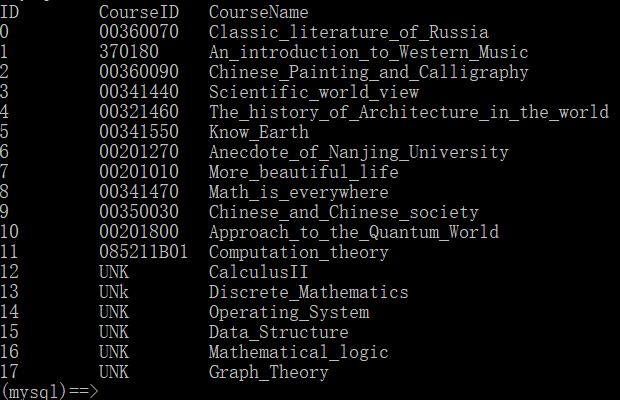 ID CourseID CourseName
0 00360070 Classic_literature_of_Russia
1 370180 An_introduction_to_Western_Music
2 00360090 Chinese_Painting_and_Calligraphy
3 00341440 Scientific_world_view
4 00321460 The_history_of_Architecture_in_the_world
5 00341550 Know_Earth
6 00201270 Anecdote_of_Nanjing_University
7 00201010 More_beautiful_life
8 00341470 Math_is_everywhere
9 00350030 Chinese_and_Chinese_society
10 00201800 Approach_to_the_Quantum_World
11 085211B01 Computation_theory
12 UNK CalculusII
13 UNk Discrete_Mathematics
14 UNK Operating_System
15 UNK Data_Structure
16 UNK Mathematical_logic
17 UNK Graph_Theory
(mysql)==>